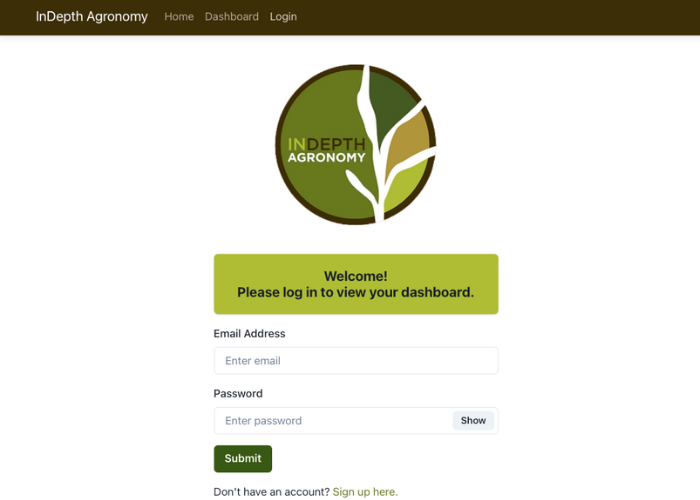 InDepth Agronomy Home Dashboard Login
INDEPTH
AGRONOMY
Welcome!
Please log in to view your dashboard.
Email Address
Enter email
Password
Enter password Show
Submit
Don't have an account? Sign up here.